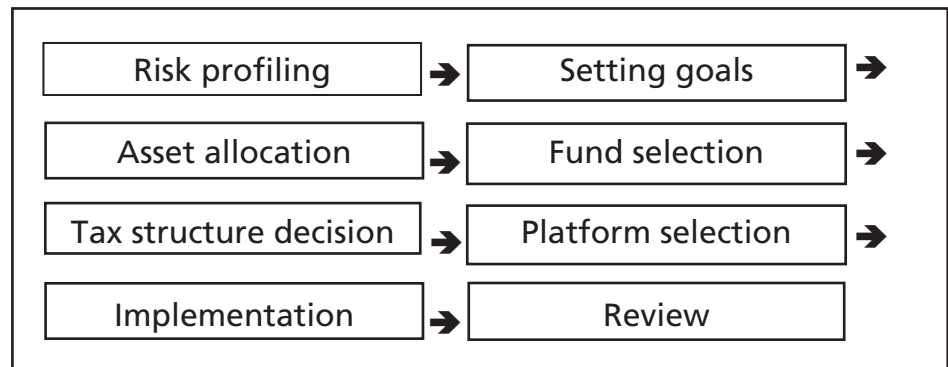 Risk profiling ➔ Setting goals ➔
Asset allocation ➔ Fund selection ➔
Tax structure decision ➔ Platform selection ➔
Implementation ➔ Review